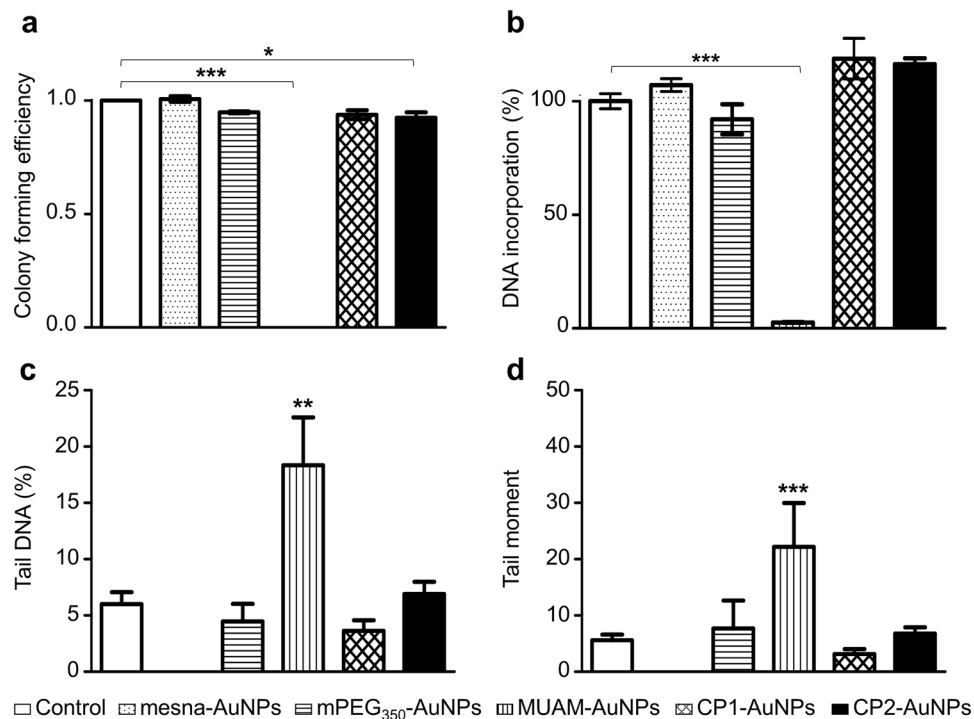 a
b
*
***
***
Colony forming efficiency
1.0
0.5
0.0
DNA incorporation (%)
100
50
0
c
d
Tail DNA (%)
25
20
15
10
5
0
**
Tail moment
50
40
30
20
10
0
***
Control mesna-AuNPs mPEG350-AuNPs MUAM-AuNPs CP1-AuNPs CP2-AuNPs